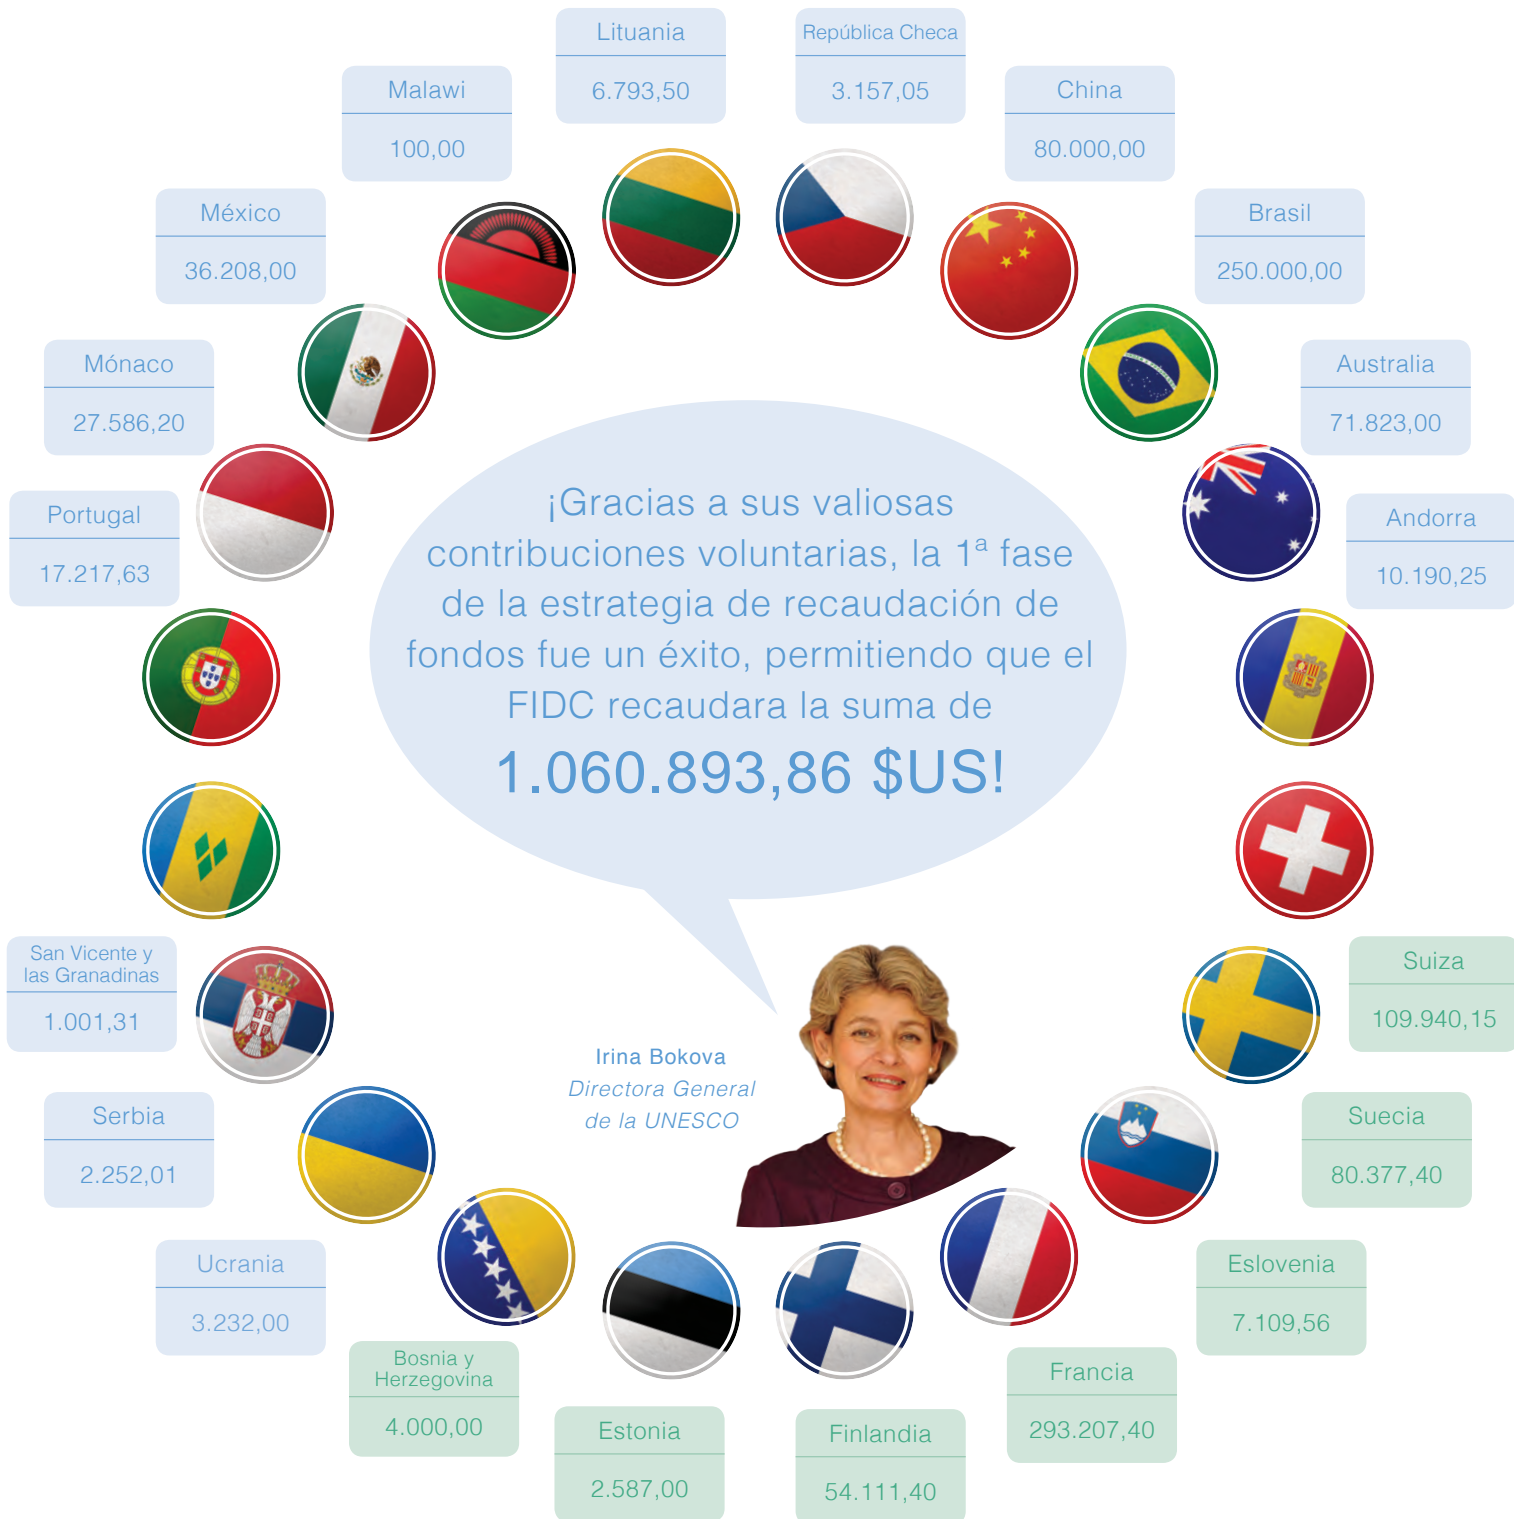 Lituania
6.793,50
República Checa
3.157,05
Malawi
100,00
China
80.000,00
México
36.208,00
Brasil
250.000,00
Mónaco
27.586,20
Australia
71.823,00
Portugal
17.217,63
Andorra
10.190,25
¡Gracias a sus valiosas
contribuciones voluntarias, la 1ª fase
de la estrategia de recaudación de
fondos fue un éxito, permitiendo que el
FIDC recaudara la suma de
1.060.893,86 $US!
San Vicente y
las Granadinas
1.001,31
Suiza
109.940,15
Irina Bokova
Directora General
de la UNESCO
Serbia
2.252,01
Suecia
80.377,40
Ucrania
3.232,00
Eslovenia
7.109,56
Bosnia y
Herzegovina
4.000,00
Francia
293.207,40
Estonia
2.587,00
Finlandia
54.111,40